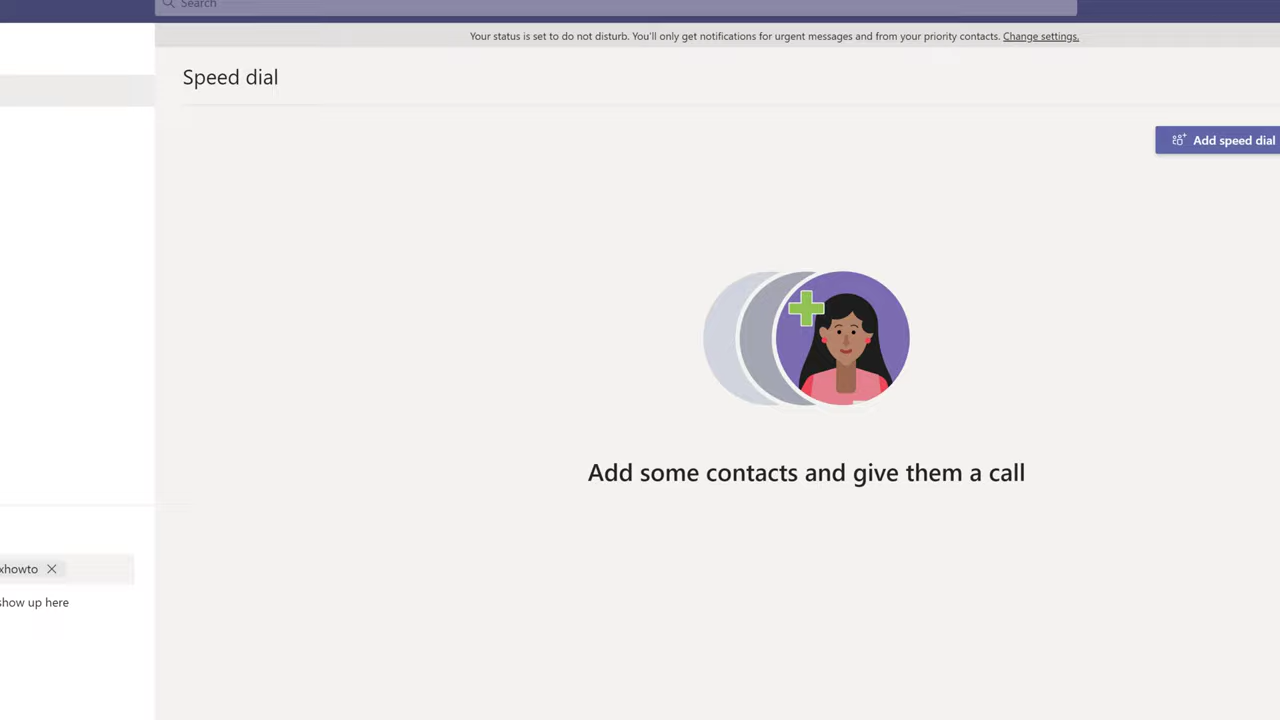 Search
Your status is set to do not disturb. You'll only get notifications for urgent messages and from your priority contacts. Change settings.
Speed dial
Add speed dial
Add some contacts and give them a call
xhowto
show up here